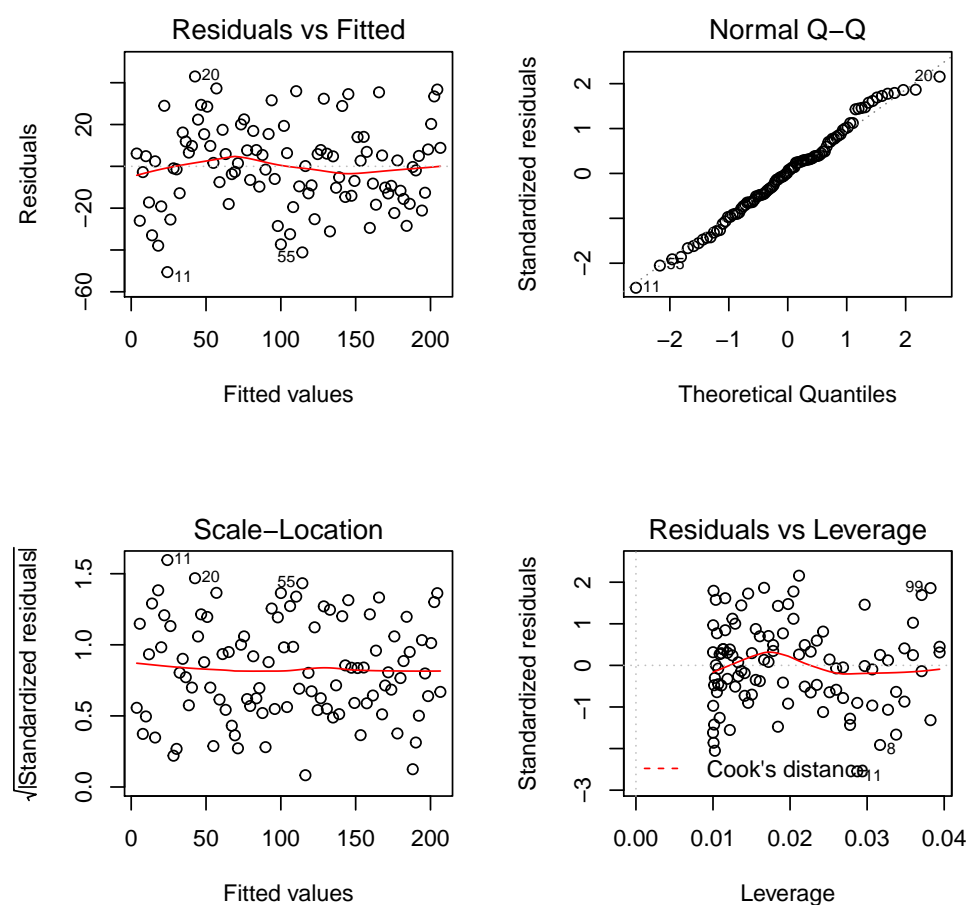 Residuals vs Fitted
Residuals
20
−20
−60
20
11
55
0 50 100 150 200
Fitted values
Normal Q−Q
Standardized residuals
2
1
0
−2
20
55
11
−2 −1 0 1 2
Theoretical Quantiles
Scale−Location
√|Standardized residuals|
1.5
1.0
0.5
0.0
11
20
55
0 50 100 150 200
Fitted values
Residuals vs Leverage
Standardized residuals
2
1
0
−1
−3
99
8
11
Cook's distance
0.00 0.01 0.02 0.03 0.04
Leverage